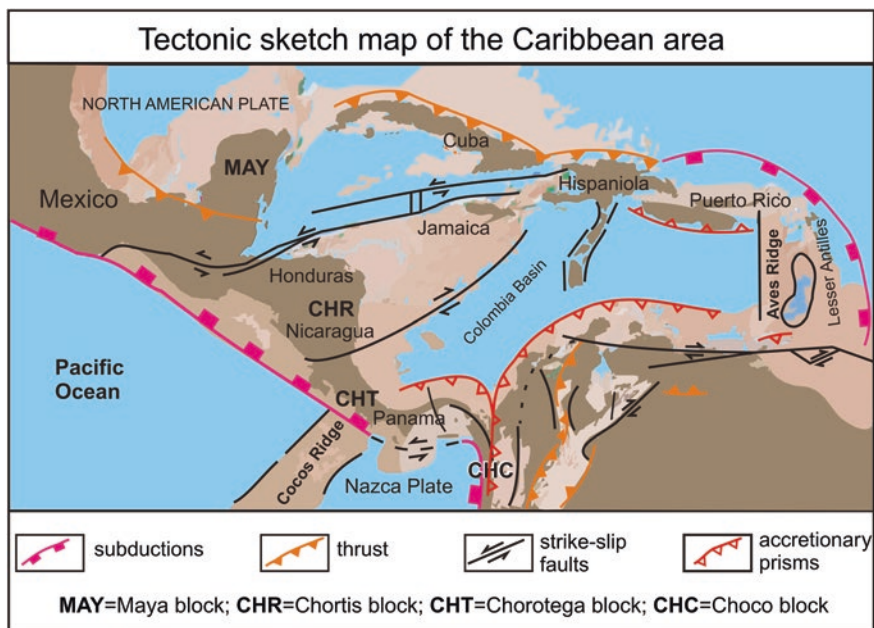 Tectonic sketch map of the Caribbean area
NORTH AMERICAN PLATE
MAY
Cuba
Mexico
Hispaniola
Puerto Rico
Jamaica
Honduras
CHR
Nicaragua
Colombia Basin
Aves Ridge
Lesser Antilles
Pacific
Ocean
CHT
Panama
Cocos Ridge
CHC
Nazca Plate
subductions
thrust
strike-slip
faults
accretionary
prisms
MAY=Maya block; CHR=Chortis block; CHT=Chorotega block; CHC=Choco block